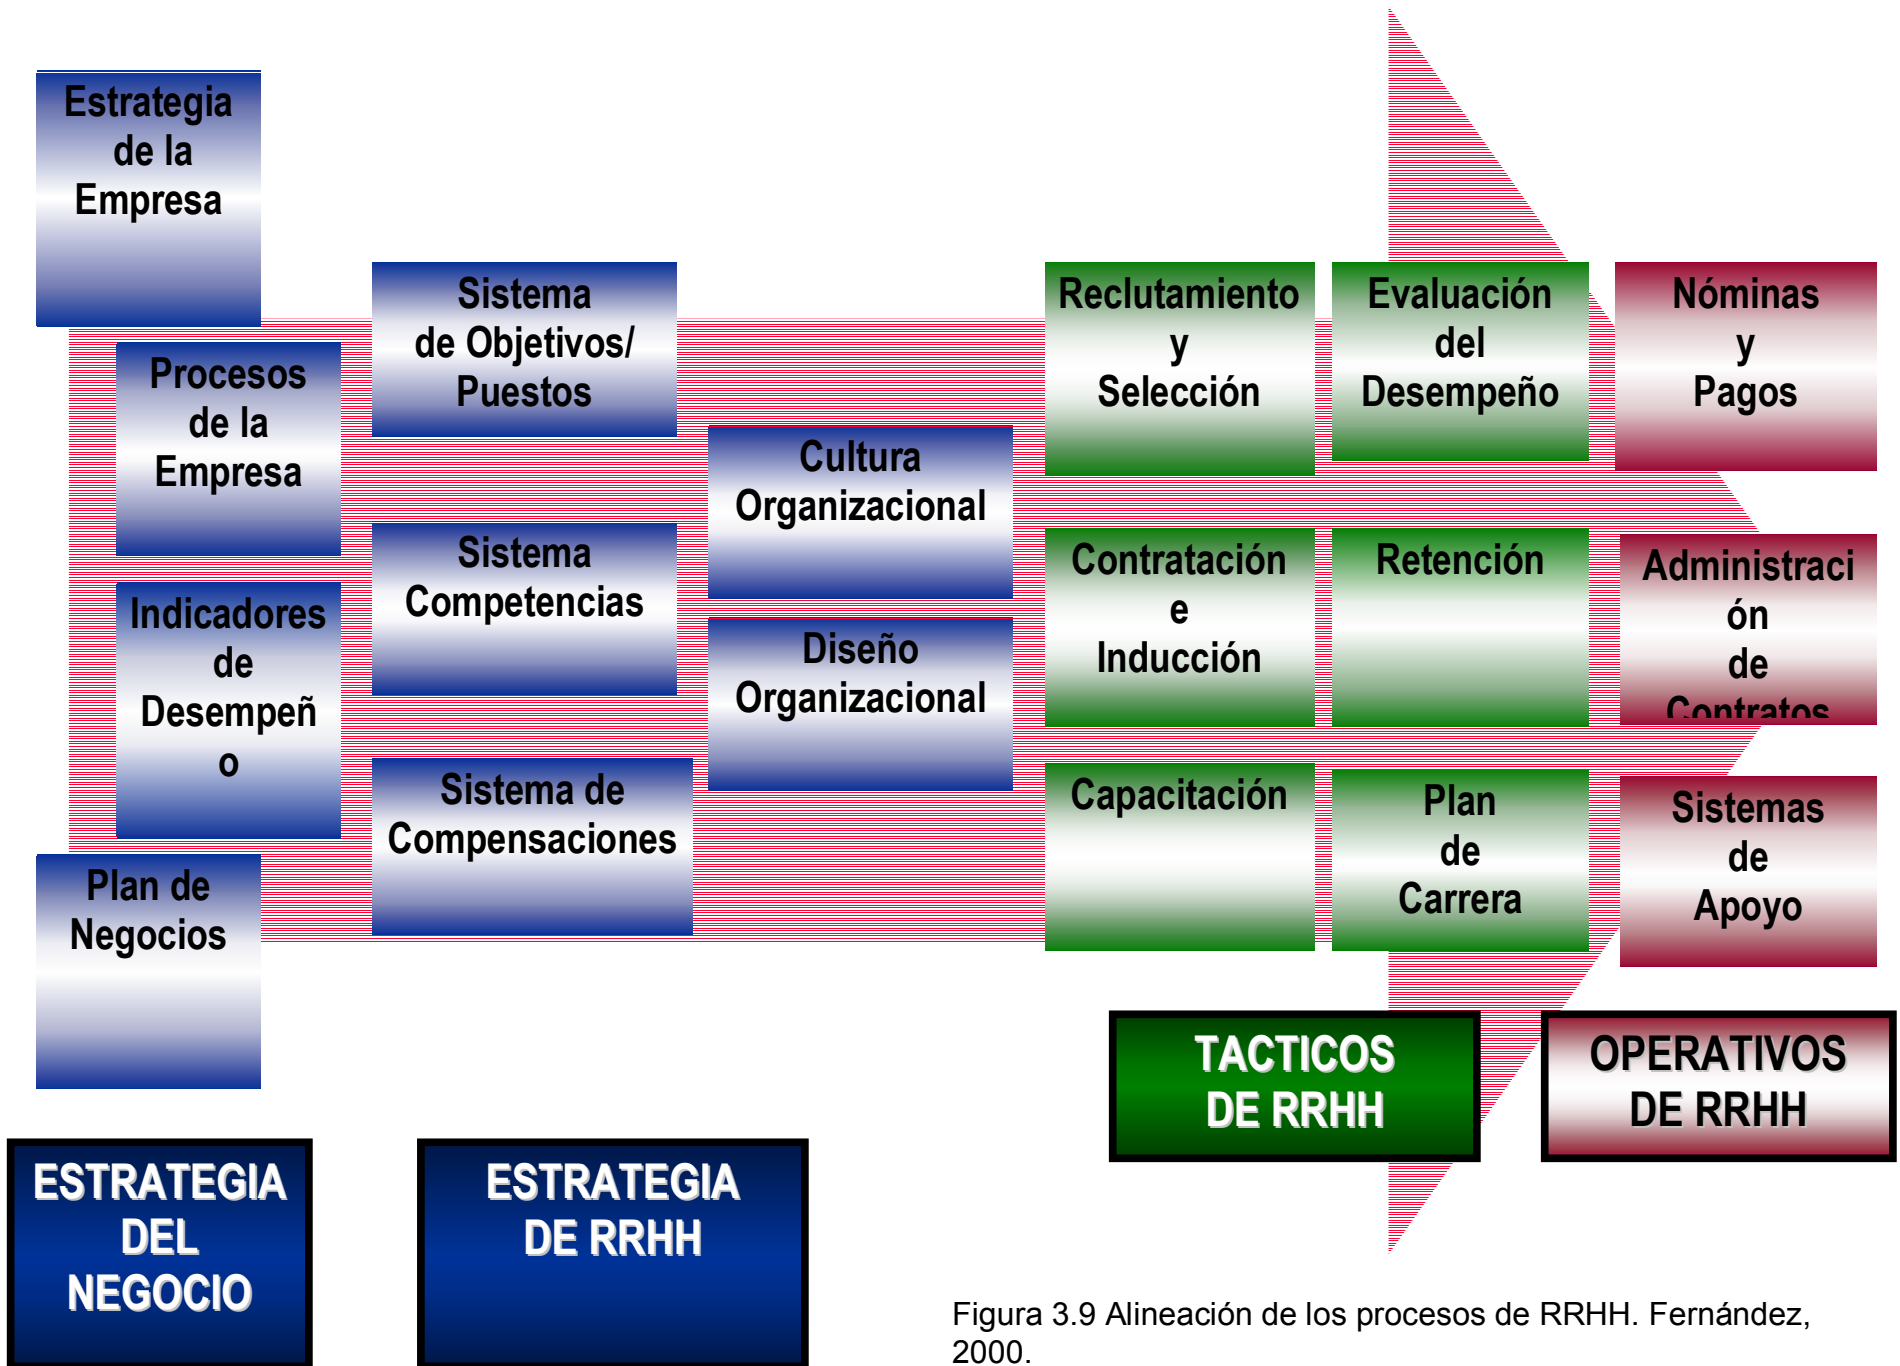 Estrategia
de la
Empresa
Procesos
de la
Empresa
Indicadores
de
Desempeñ
o
Plan de
Negocios
Sistema
de Objetivos/
Puestos
Sistema
Competencias
Sistema de
Compensaciones
Cultura
Organizacional
Diseño
Organizacional
Reclutamiento
y
Selección
Contratación
e
Inducción
Capacitación
Evaluación
del
Desempeño
Retención
Plan
de
Carrera
Nóminas
y
Pagos
Administraci
ón
de
Contratos
Sistemas
de
Apoyo
ESTRATEGIA
DEL
NEGOCIO
ESTRATEGIA
DE RRHH
TACTICOS
DE RRHH
OPERATIVOS
DE RRHH
Figura 3.9 Alineación de los procesos de RRHH. Fernández,
2000.